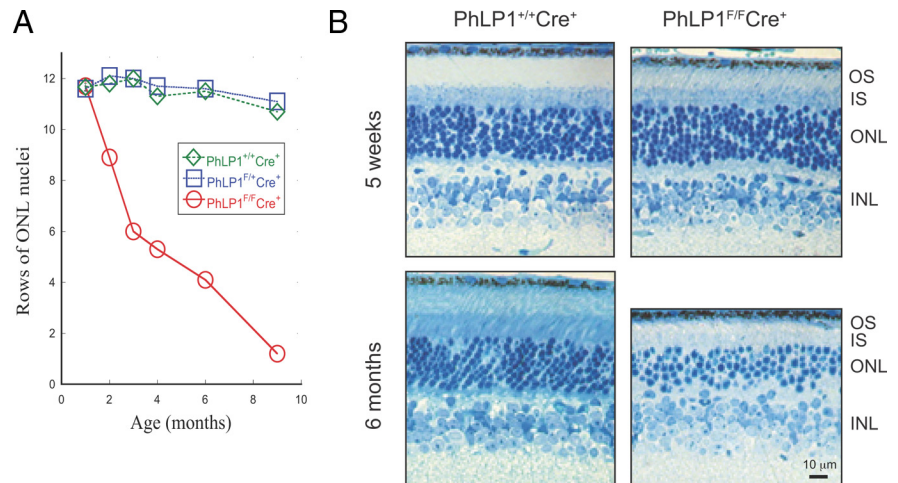 A
12
10
8
6
4
2
0
0 2 4 6 8 10
Rows of ONL nuclei
Age (months)
PhLP1+/+Cre+
PhLP1F/+Cre+
PhLP1F/FCre+
B
PhLP1+/+Cre+ PhLP1F/FCre+
5 weeks
OS
IS
ONL
INL
6 months
OS
IS
ONL
INL
10 μm